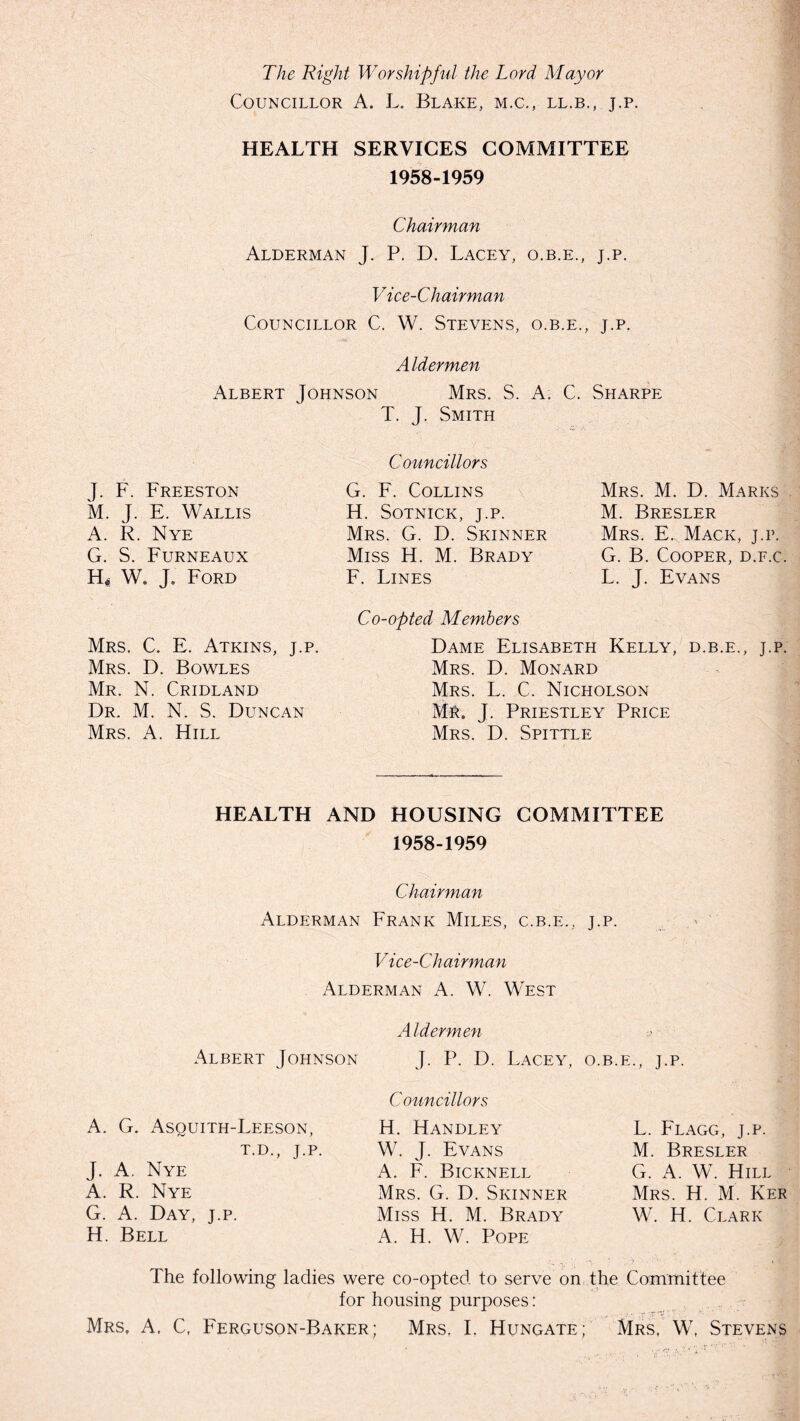 The Right Worshipful the Lord Mayor
Councillor A. L. Blake, M.C., LL.B., J.P.
HEALTH SERVICES COMMITTEE
1958-1959
Chairman
Alderman J. P. D. Lacey, O.B.E., J.P.
Vice-Chairman
Councillor C. W. Stevens, O.B.E., J.P.
Aldermen
Albert Johnson Mrs. S. A. C. Sharpe
T. J. Smith
Councillors
J. F. Freeston G. F. Collins Mrs. M. D. Marks
M. J. E. Wallis H. Sotnick, J.P. M. Bresler
A. R. Nye Mrs. G. D. Skinner Mrs. E. Mack, J.P.
G. S. Furneaux Miss H. M. Brady G. B. Cooper, D.F.C.
H. W. J. Ford F. Lines L. J. Evans
Co-opted Members
Mrs. C. E. Atkins, J.P. Dame Elisabeth Kelly, D.B.E., J.P.
Mrs. D. Bowles Mrs. D. Monard
Mr. N. Cridland Mrs. L. C. Nicholson
Dr. M. N. S. Duncan Mr. J. Priestley Price
Mrs. A. Hill Mrs. D. Spittle
HEALTH AND HOUSING COMMITTEE
1958-1959
Chairman
Alderman Frank Miles, C.B.E., J.P.
Vice-Chairman
Alderman A. W. West
Aldermen
Albert Johnson J. P. D. Lacey, O.B.E., J.P.
Councillors
A. G. Asquith-Leeson, H. Handley L. Flagg, J.P.
T.D., J.P. W. J. Evans M. Bresler
J. A. Nye A. F. Bicknell G. A. W. Hill
A. R. Nye Mrs. G. D. Skinner Mrs. H. M. Ker
G. A. Day, J.P. Miss H. M. Brady W. H. Clark
H. Bell A. H. W. Pope
The following ladies were co-opted to serve on the Committee
for housing purposes:
Mrs. A. C. Ferguson-Baker; Mrs. I. Hungate; Mrs. W. Stevens